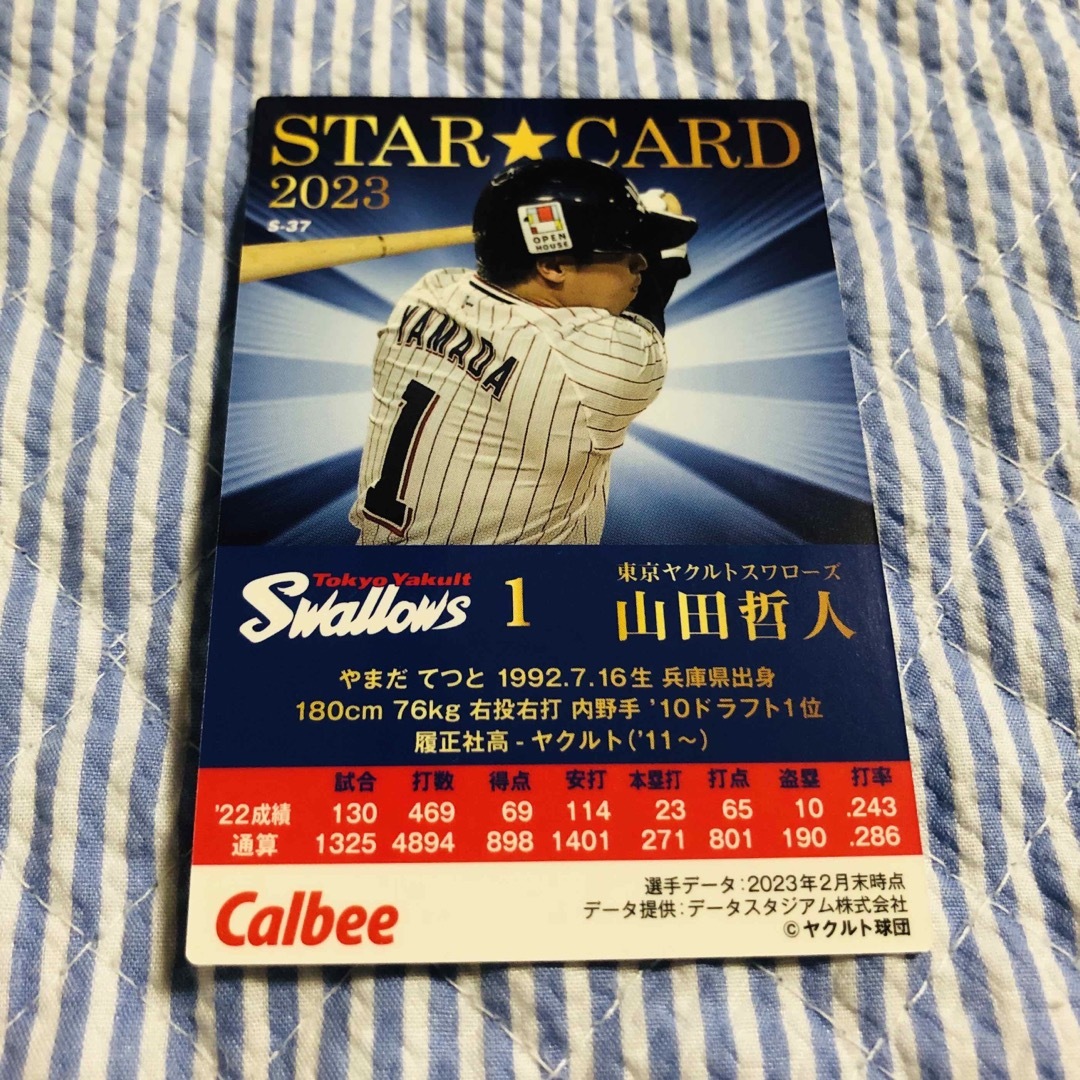 STAR★CARD
2023
S-37
OPEN
HOUSE
YAMADA
1
Tokyo Yakult
Swallows
1
東京ヤクルトスワローズ
山田哲人
やまだ てつと 1992.7.16生 兵庫県出身
180cm 76kg 右投右打 内野手 '10ドラフト1位
履正社高-ヤクルト('11〜)
試合 打数 得点 安打 本塁打 打点 盗塁 打率
'22成績 130 469 69 114 23 65 10 .243
通算 1325 4894 898 1401 271 801 190 .286
Calbee
選手データ:2023年2月末時点
データ提供:データスタジアム株式会社
©ヤクルト球団